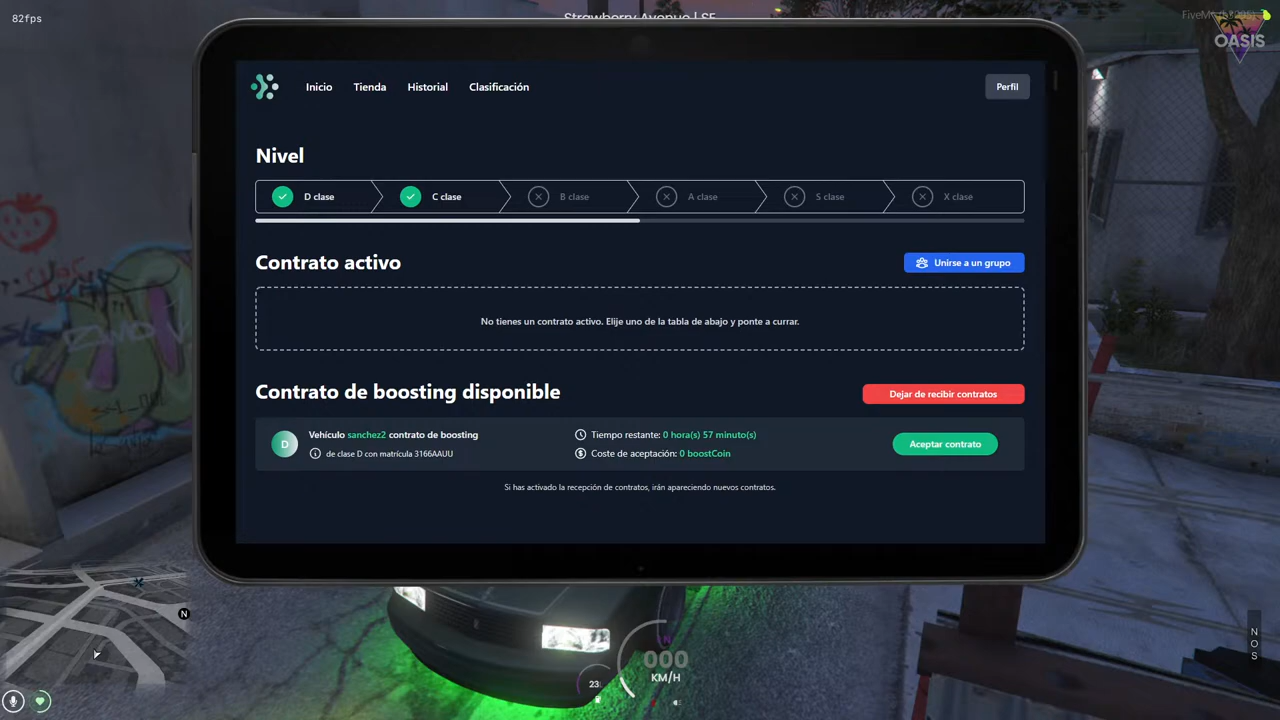 82fps
Strawberry Avenue | SE
OASIS
Inicio
Tienda
Historial
Clasificación
Perfil
Nivel
D clase
C clase
B clase
A clase
S clase
X clase
Contrato activo
Unirse a un grupo
No tienes un contrato activo. Elije uno de la tabla de abajo y ponte a currar.
Contrato de boosting disponible
Dejar de recibir contratos
D
Vehículo sanchez2 contrato de boosting
de clase D con matrícula 3166AAUU
Tiempo restante: 0 hora(s) 57 minuto(s)
Coste de aceptación: 0 boostCoin
Aceptar contrato
Si has activado la recepción de contratos, irán apareciendo nuevos contratos.
N
N
000
KM/H
23
NOS